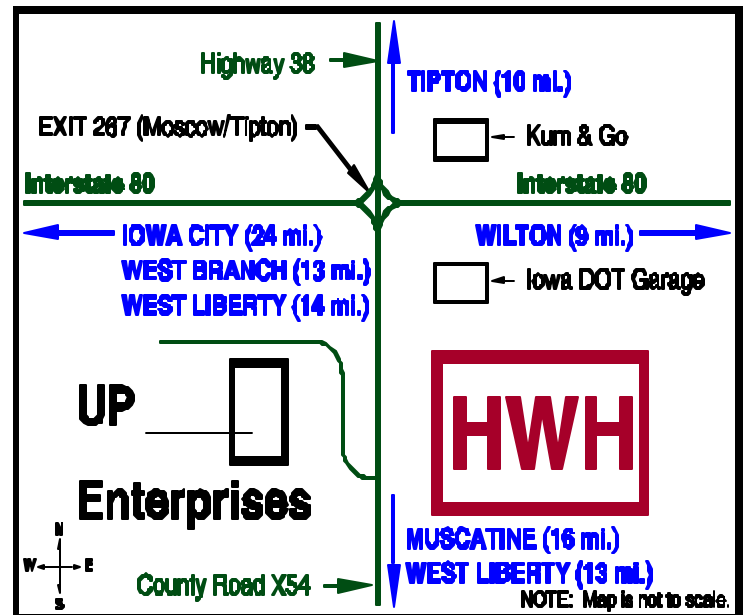 Highway 38
TIPTON (10 mi.)
EXIT 267 (Moscow/Tipton)
Kum & Go
Interstate 80
Interstate 80
IOWA CITY (24 mi.)
WEST BRANCH (13 mi.)
WEST LIBERTY (14 mi.)
WILTON (9 mi.)
Iowa DOT Garage
UP
Enterprises
HWH
MUSCATINE (16 mi.)
WEST LIBERTY (13 mi.)
County Road X54
N
W E
S
NOTE: Map is not to scale.